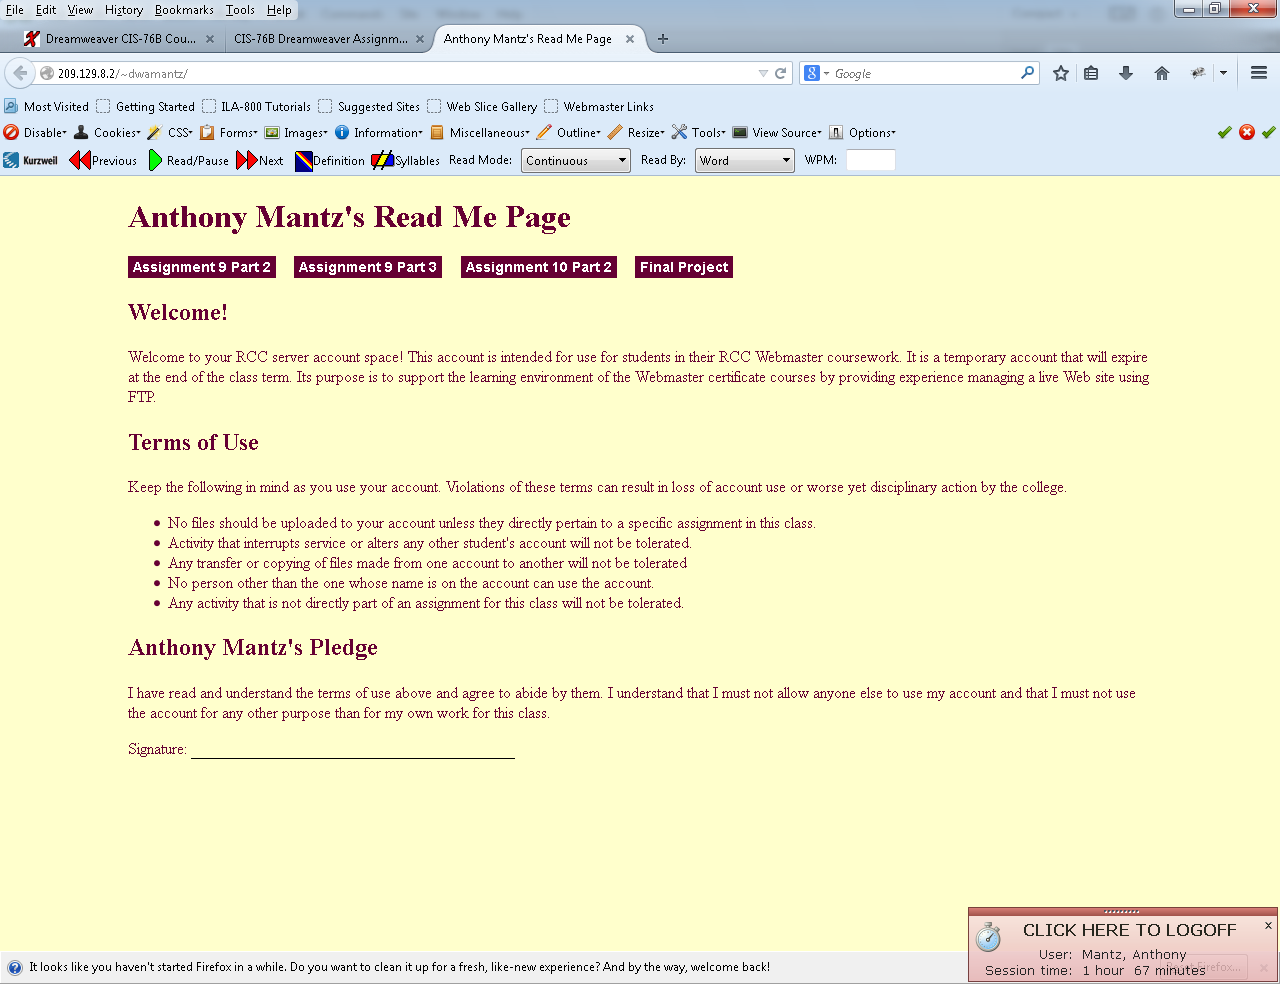 File Edit View History Bookmarks Tools Help
Dreamweaver CIS-76B Cou... × CIS-76B Dreamweaver Assignm... × Anthony Mantz's Read Me Page × +
209.129.8.2/~dwamantz/ Google
Most Visited Getting Started ILA-800 Tutorials Suggested Sites Web Slice Gallery Webmaster Links
Disable Cookies CSS Forms Images Information Miscellaneous Outline Resize Tools View Source Options
Kurzweil Previous Read/Pause Next Definition Syllables Read Mode: Continuous Read By: Word WPM:
Anthony Mantz's Read Me Page
Assignment 9 Part 2 Assignment 9 Part 3 Assignment 10 Part 2 Final Project
Welcome!
Welcome to your RCC server account space! This account is intended for use for students in their RCC Webmaster coursework. It is a temporary account that will expire
at the end of the class term. Its purpose is to support the learning environment of the Webmaster certificate courses by providing experience managing a live Web site using
FTP.
Terms of Use
Keep the following in mind as you use your account. Violations of these terms can result in loss of account use or worse yet disciplinary action by the college.
• No files should be uploaded to your account unless they directly pertain to a specific assignment in this class.
• Activity that interrupts service or alters any other student's account will not be tolerated.
• Any transfer or copying of files made from one account to another will not be tolerated
• No person other than the one whose name is on the account can use the account.
• Any activity that is not directly part of an assignment for this class will not be tolerated.
Anthony Mantz's Pledge
I have read and understand the terms of use above and agree to abide by them. I understand that I must not allow anyone else to use my account and that I must not use
the account for any other purpose than for my own work for this class.
Signature:
CLICK HERE TO LOGOFF
User: Mantz, Anthony
Session time: 1 hour 67 minutes
It looks like you haven't started Firefox in a while. Do you want to clean it up for a fresh, like-new experience? And by the way, welcome back!